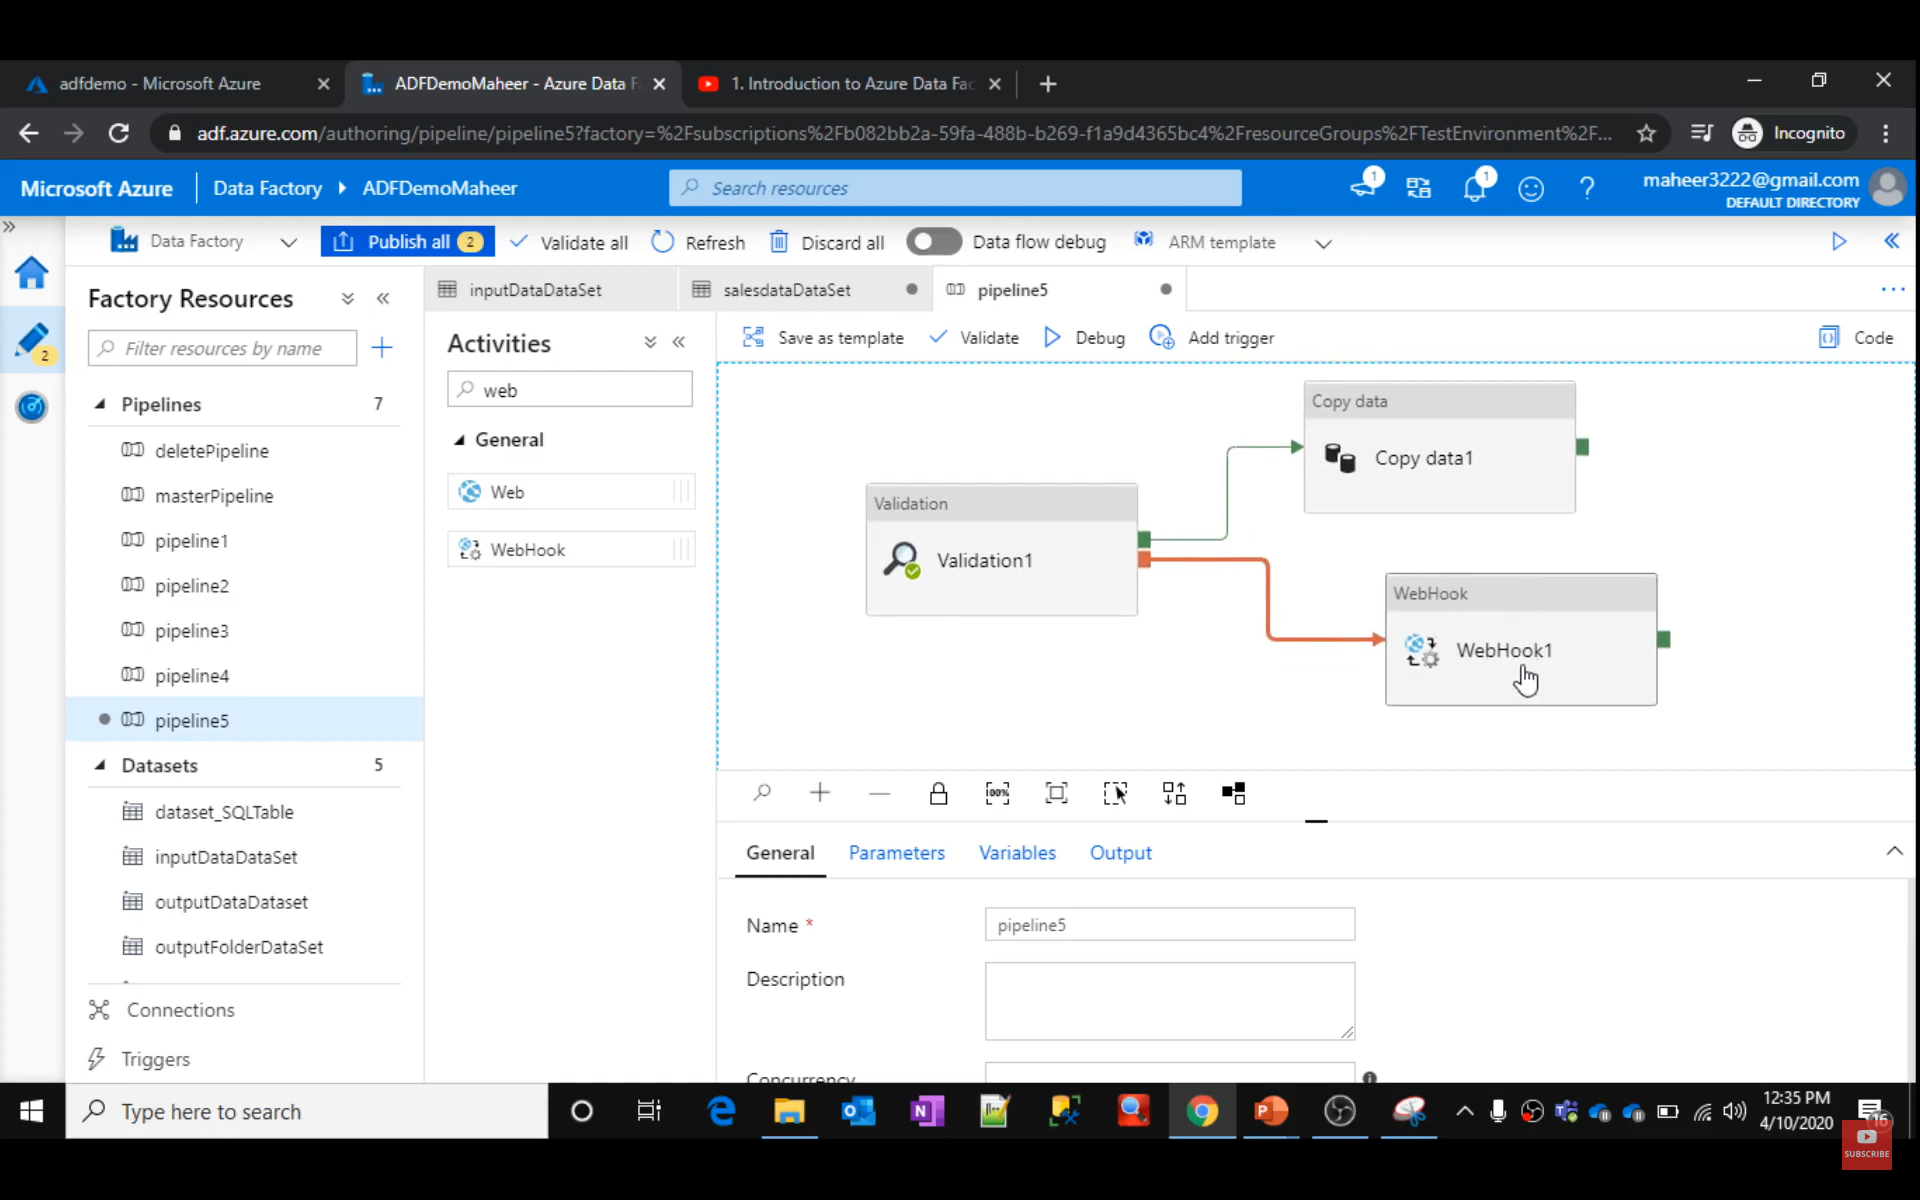 adfdemo - Microsoft Azure
ADFDemoMaheer - Azure Data F
1. Introduction to Azure Data Fac
adf.azure.com/authoring/pipeline/pipeline5?factory=%2Fsubscriptions%2Fb082bb2a-59fa-488b-b269-f1a9d4365bc4%2FresourceGroups%2FTestEnvironment%2F...
Incognito
Microsoft Azure
Data Factory
ADFDemoMaheer
Search resources
1
1
maheer3222@gmail.com
DEFAULT DIRECTORY
Data Factory
Publish all 2
Validate all
Refresh
Discard all
Data flow debug
ARM template
2
Factory Resources
Filter resources by name
Pipelines 7
deletePipeline
masterPipeline
pipeline1
pipeline2
pipeline3
pipeline4
pipeline5
Datasets 5
dataset_SQLTable
inputDataDataSet
outputDataDataset
outputFolderDataSet
Connections
Triggers
inputDataDataSet
salesdataDataSet
pipeline5
Activities
web
General
Web
WebHook
Save as template
Validate
Debug
Add trigger
Code
Copy data
Copy data1
Validation
Validation1
WebHook
WebHook1
100%
General
Parameters
Variables
Output
Name *
pipeline5
Description
Concurrency
Type here to search
12:35 PM
4/10/2020
16
SUBSCRIBE